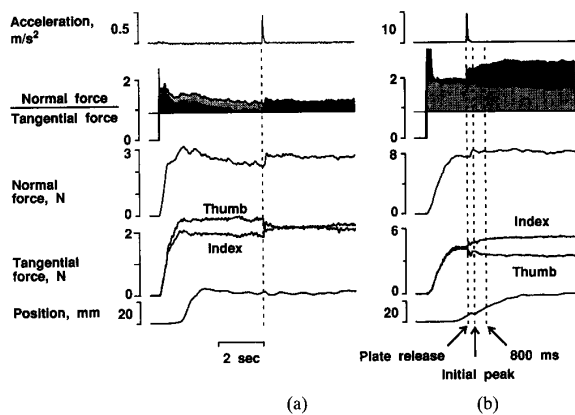 Acceleration, m/s²
0.5
10
Normal force
Tangential force
2
1
0
2
1
0
Normal force, N
3
0
8
0
Thumb
Index
Tangential force, N
2
0
6
0
Index
Thumb
Position, mm
20
20
2 sec
Plate release
Initial peak
800 ms
(a)
(b)